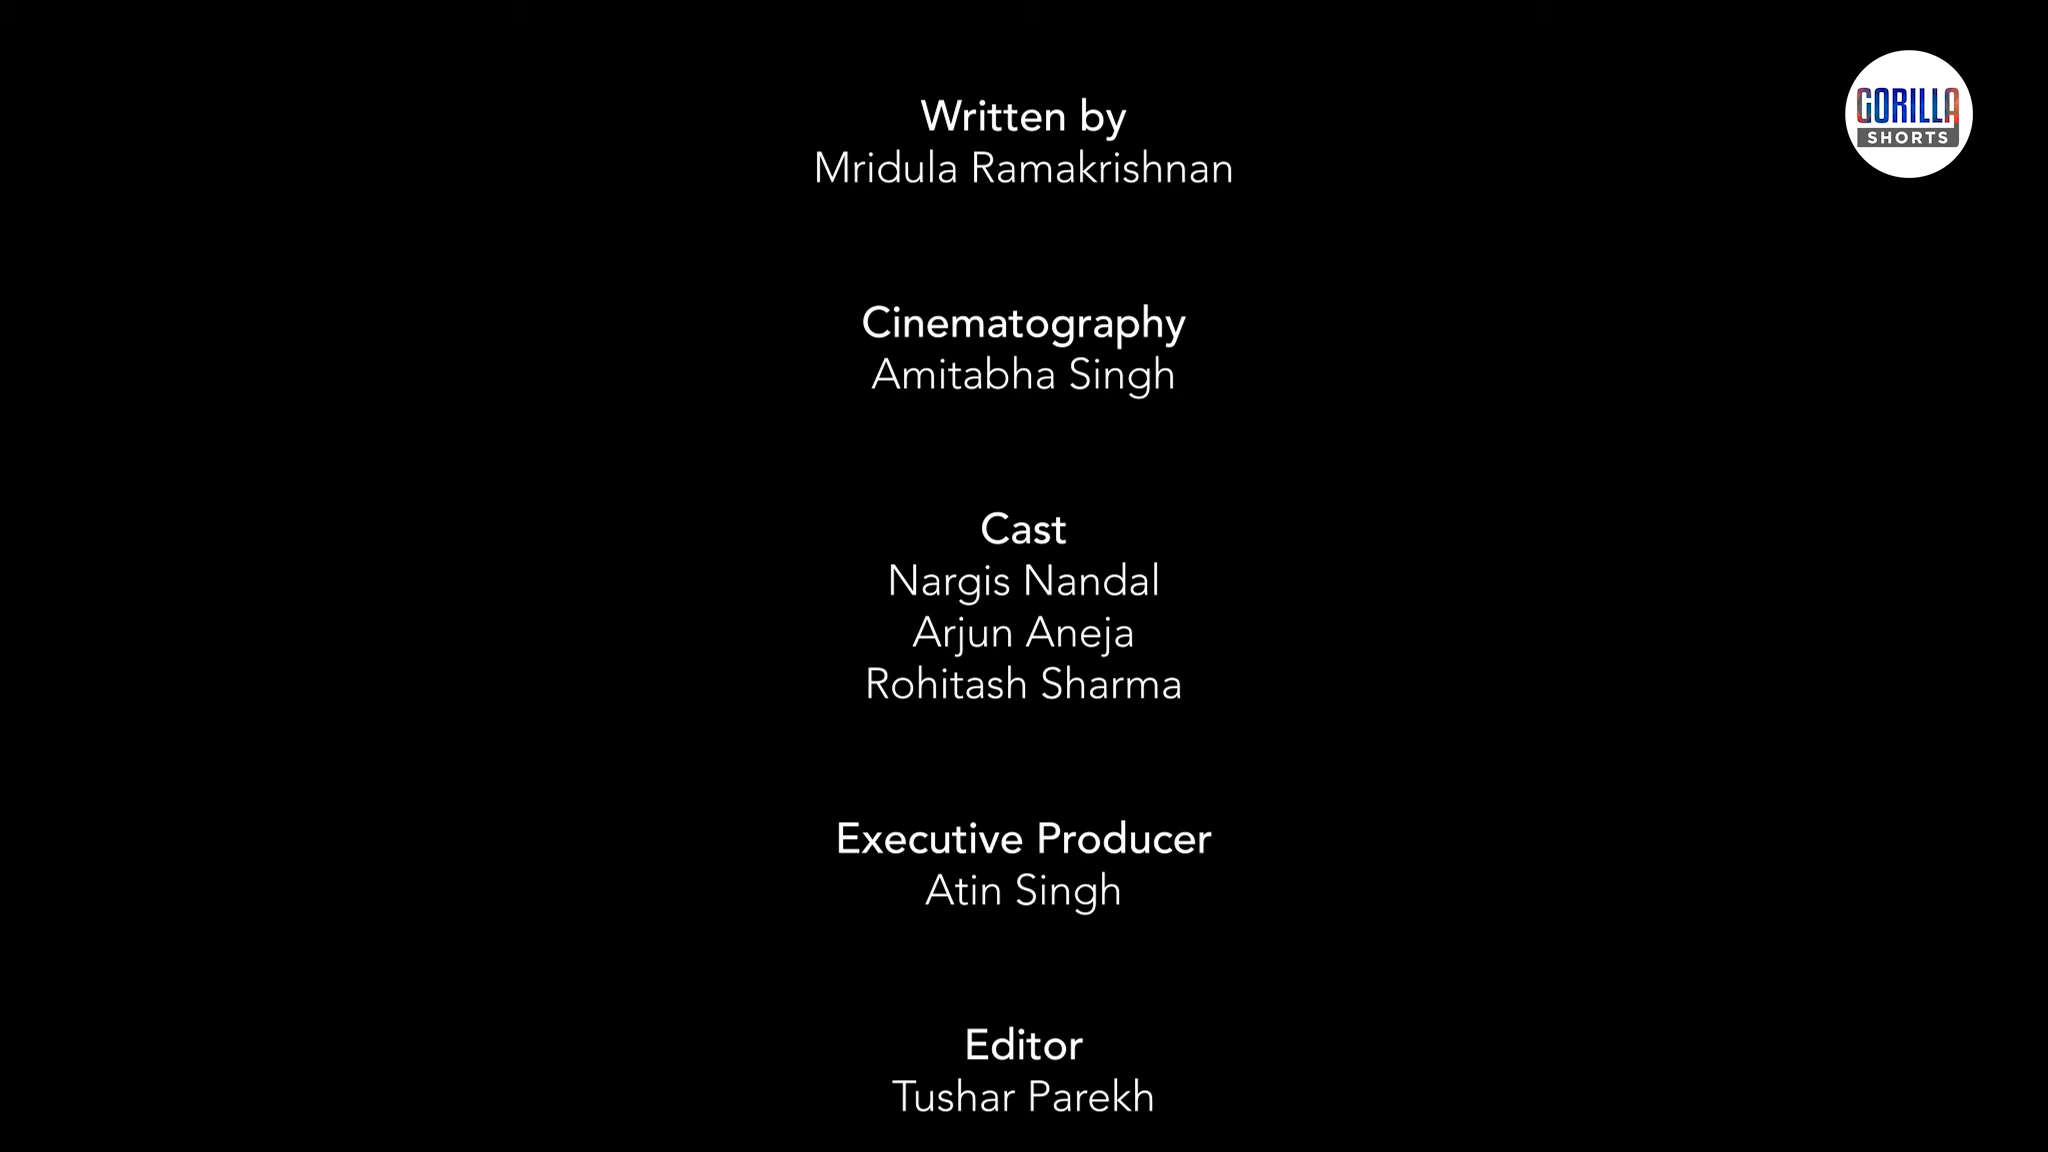 Written by
Mridula Ramakrishnan
GORILLA
SHORTS
Cinematography
Amitabha Singh
Cast
Nargis Nandal
Arjun Aneja
Rohitash Sharma
Executive Producer
Atin Singh
Editor
Tushar Parekh